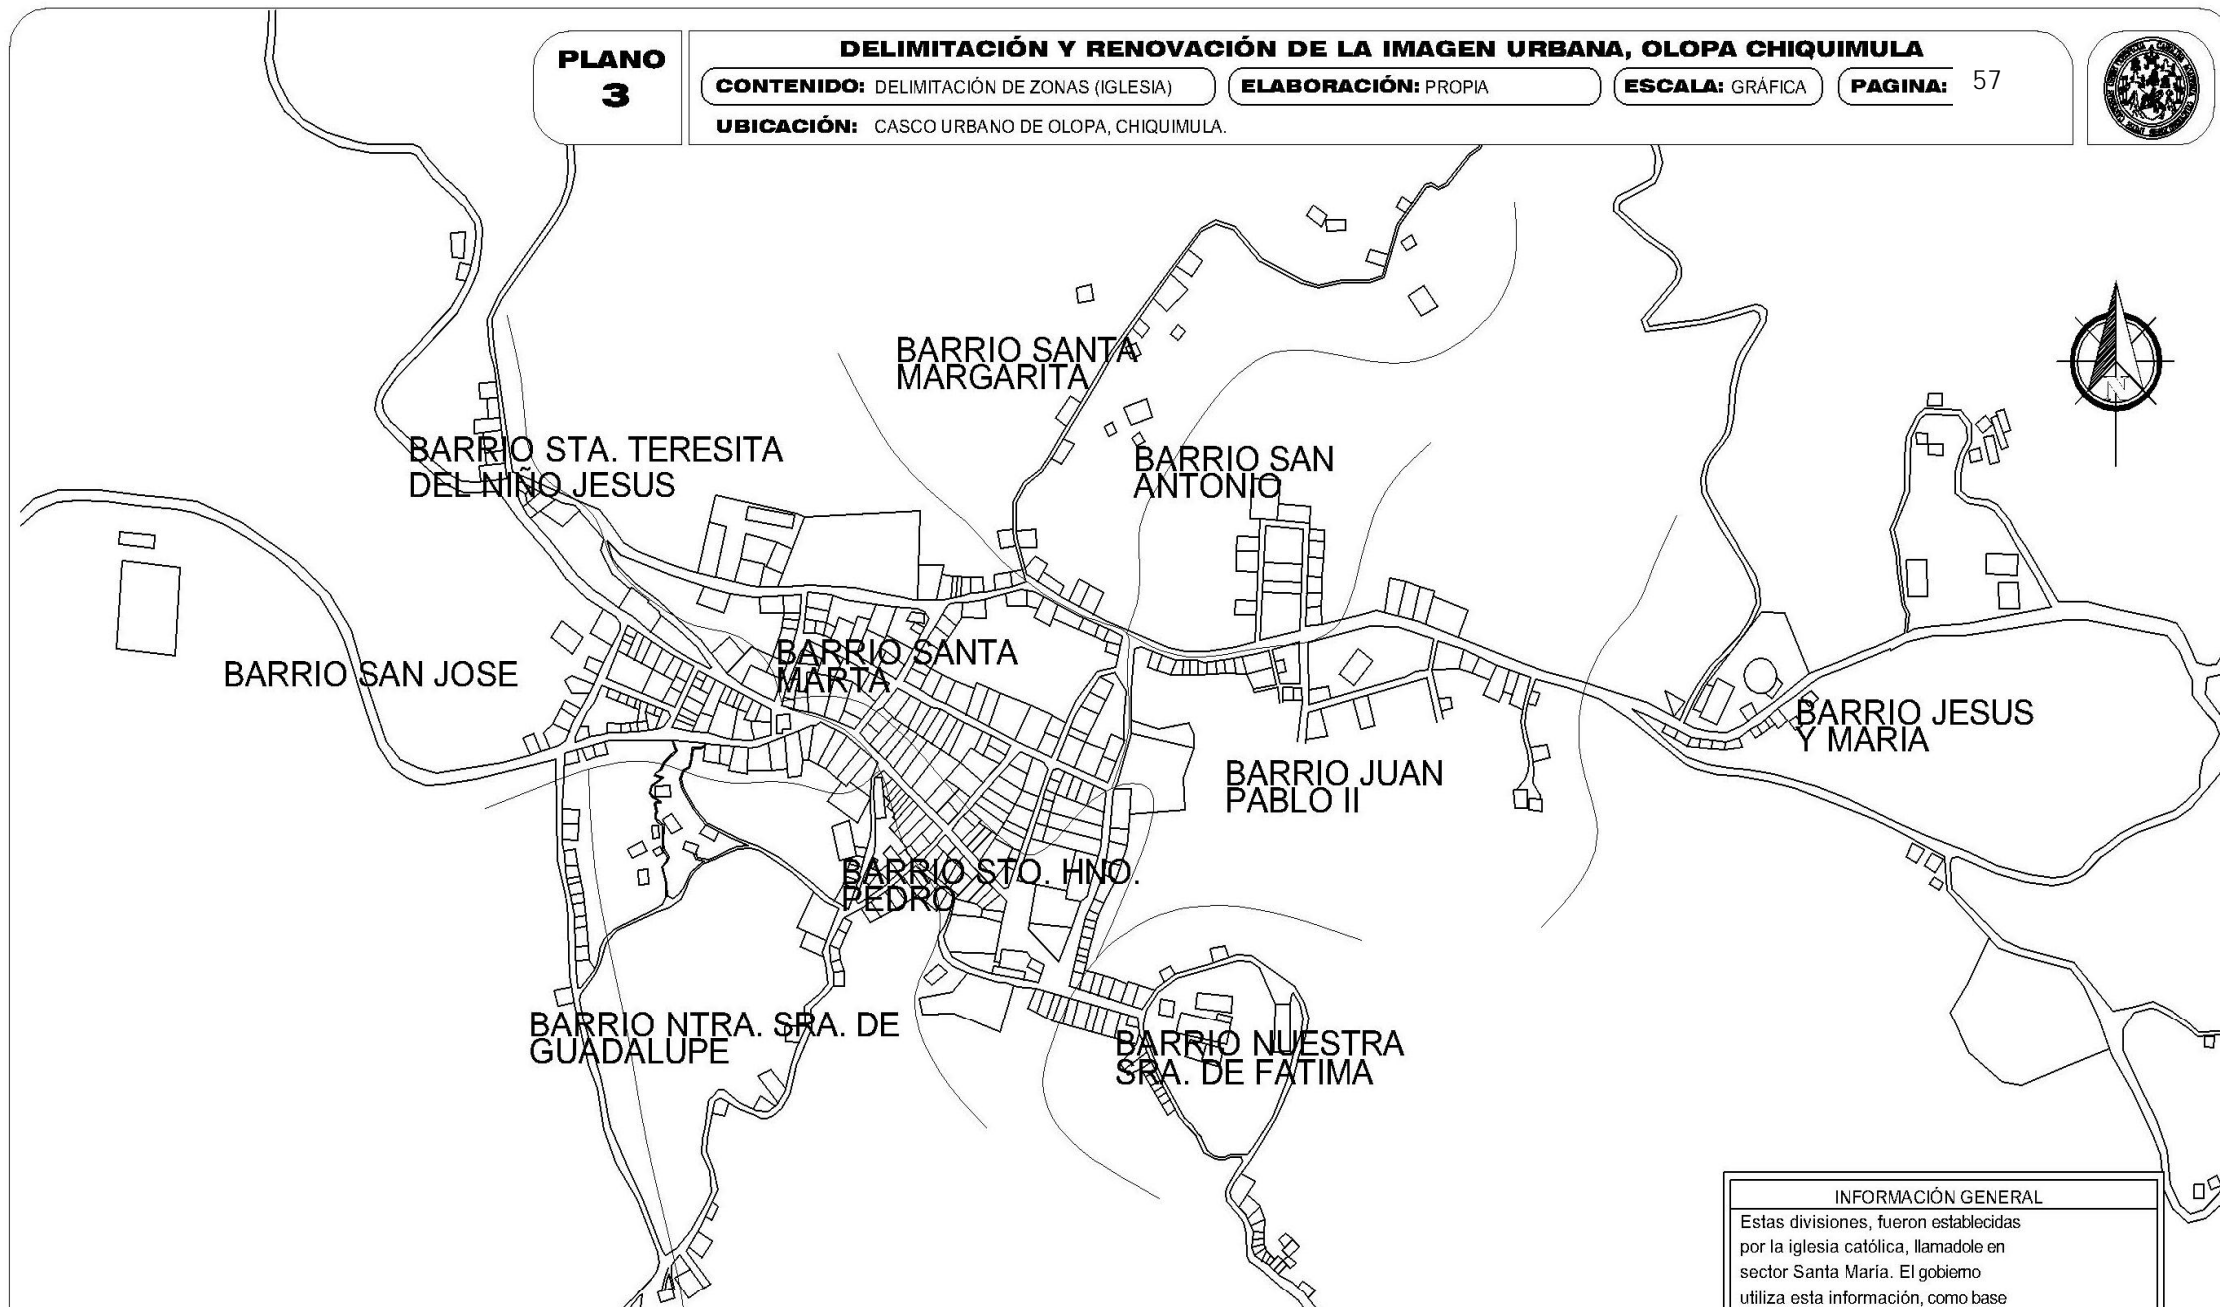 PLANO
3
DELIMITACIÓN Y RENOVACIÓN DE LA IMAGEN URBANA, OLOPA CHIQUIMULA
CONTENIDO: DELIMITACIÓN DE ZONAS (IGLESIA)
ELABORACIÓN: PROPIA
ESCALA: GRÁFICA
PAGINA: 57
UBICACIÓN: CASCO URBANO DE OLOPA, CHIQUIMULA.
BARRIO SANTA
MARGARITA
BARRIO STA. TERESITA
DEL NIÑO JESUS
BARRIO SAN
ANTONIO
N
BARRIO SAN JOSE
BARRIO SANTA
MARTA
BARRIO JESUS
Y MARIA
BARRIO JUAN
PABLO II
BARRIO STO. HNO.
PEDRO
BARRIO NTRA. SRA. DE
GUADALUPE
BARRIO NUESTRA
SRA. DE FATIMA
INFORMACIÓN GENERAL
Estas divisiones, fueron establecidas
por la iglesia católica, llamadole en
sector Santa María. El gobierno
utiliza esta información, como base